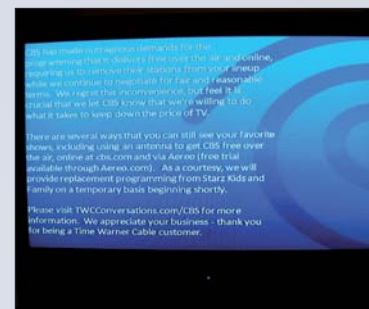 CBS has made outrageous demands for the
programming that it delivers free over the air and online,
requiring us to remove their stations from your lineup
while we continue to negotiate for fair and reasonable
terms. We regret this inconvenience, but feel it is
crucial that we let CBS know that we're willing to do
what it takes to keep down the price of TV.
There are several ways that you can still see your favorite
shows, including using an antenna to get CBS free over
the air, online at cbs.com and via Aereo (free trial
available through Aereo.com). As a courtesy, we will
provide replacement programming from Starz Kids and
Family on a temporary basis beginning shortly.
Please visit TWCConversations.com/CBS for more
information. We appreciate your business - thank you
for being a Time Warner Cable customer.